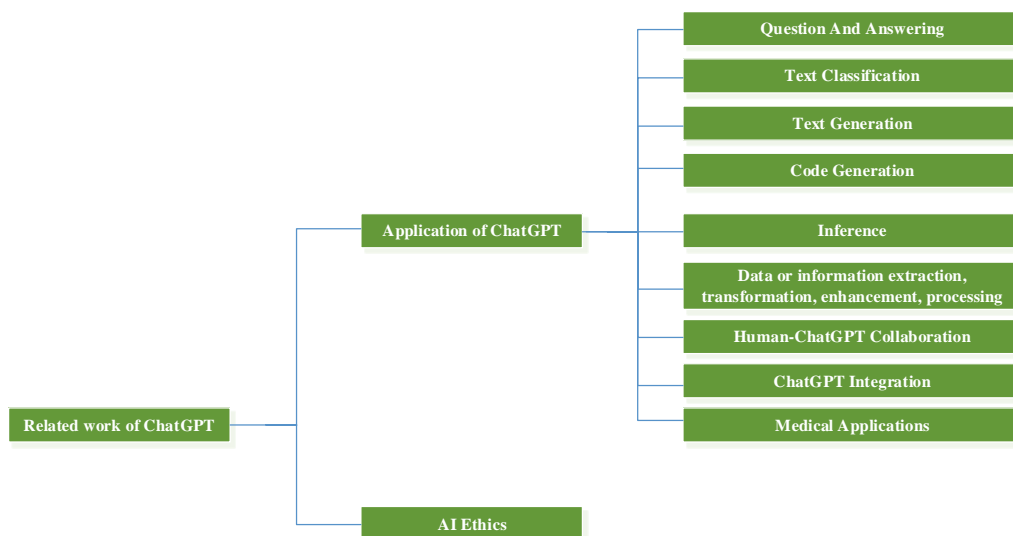 Question And Answering
Text Classification
Text Generation
Code Generation
Application of ChatGPT
Inference
Data or information extraction,
transformation, enhancement, processing
Human-ChatGPT Collaboration
ChatGPT Integration
Related work of ChatGPT
Medical Applications
AI Ethics